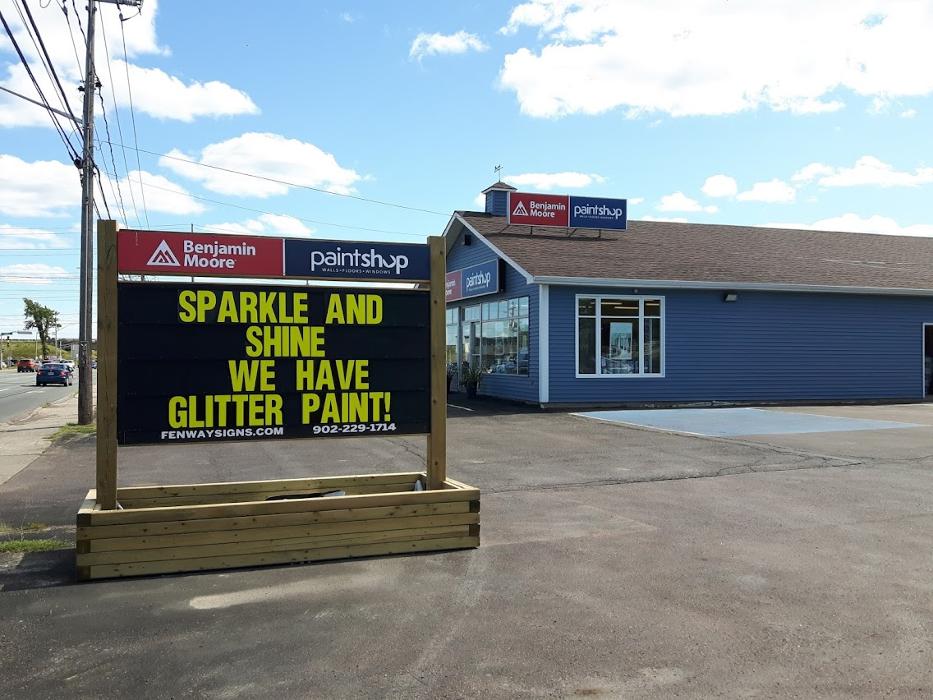 Benjamin
Moore
paintshop
WALLS • FLOORS • WINDOWS
SPARKLE AND
SHINE
WE HAVE
GLITTER PAINT!
FENWAYSIGNS.COM 902-229-1714
Benjamin
Moore
paintshop
paintshop